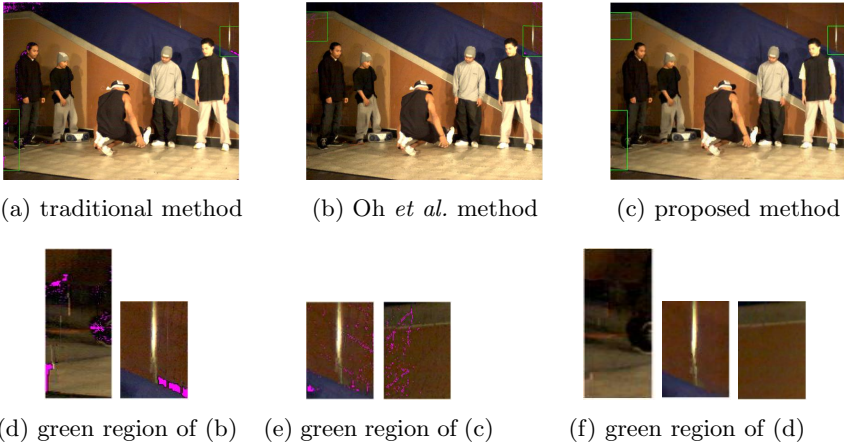 (a) traditional method
(b) Oh et al. method
(c) proposed method
(d) green region of (b)
(e) green region of (c)
(f) green region of (d)